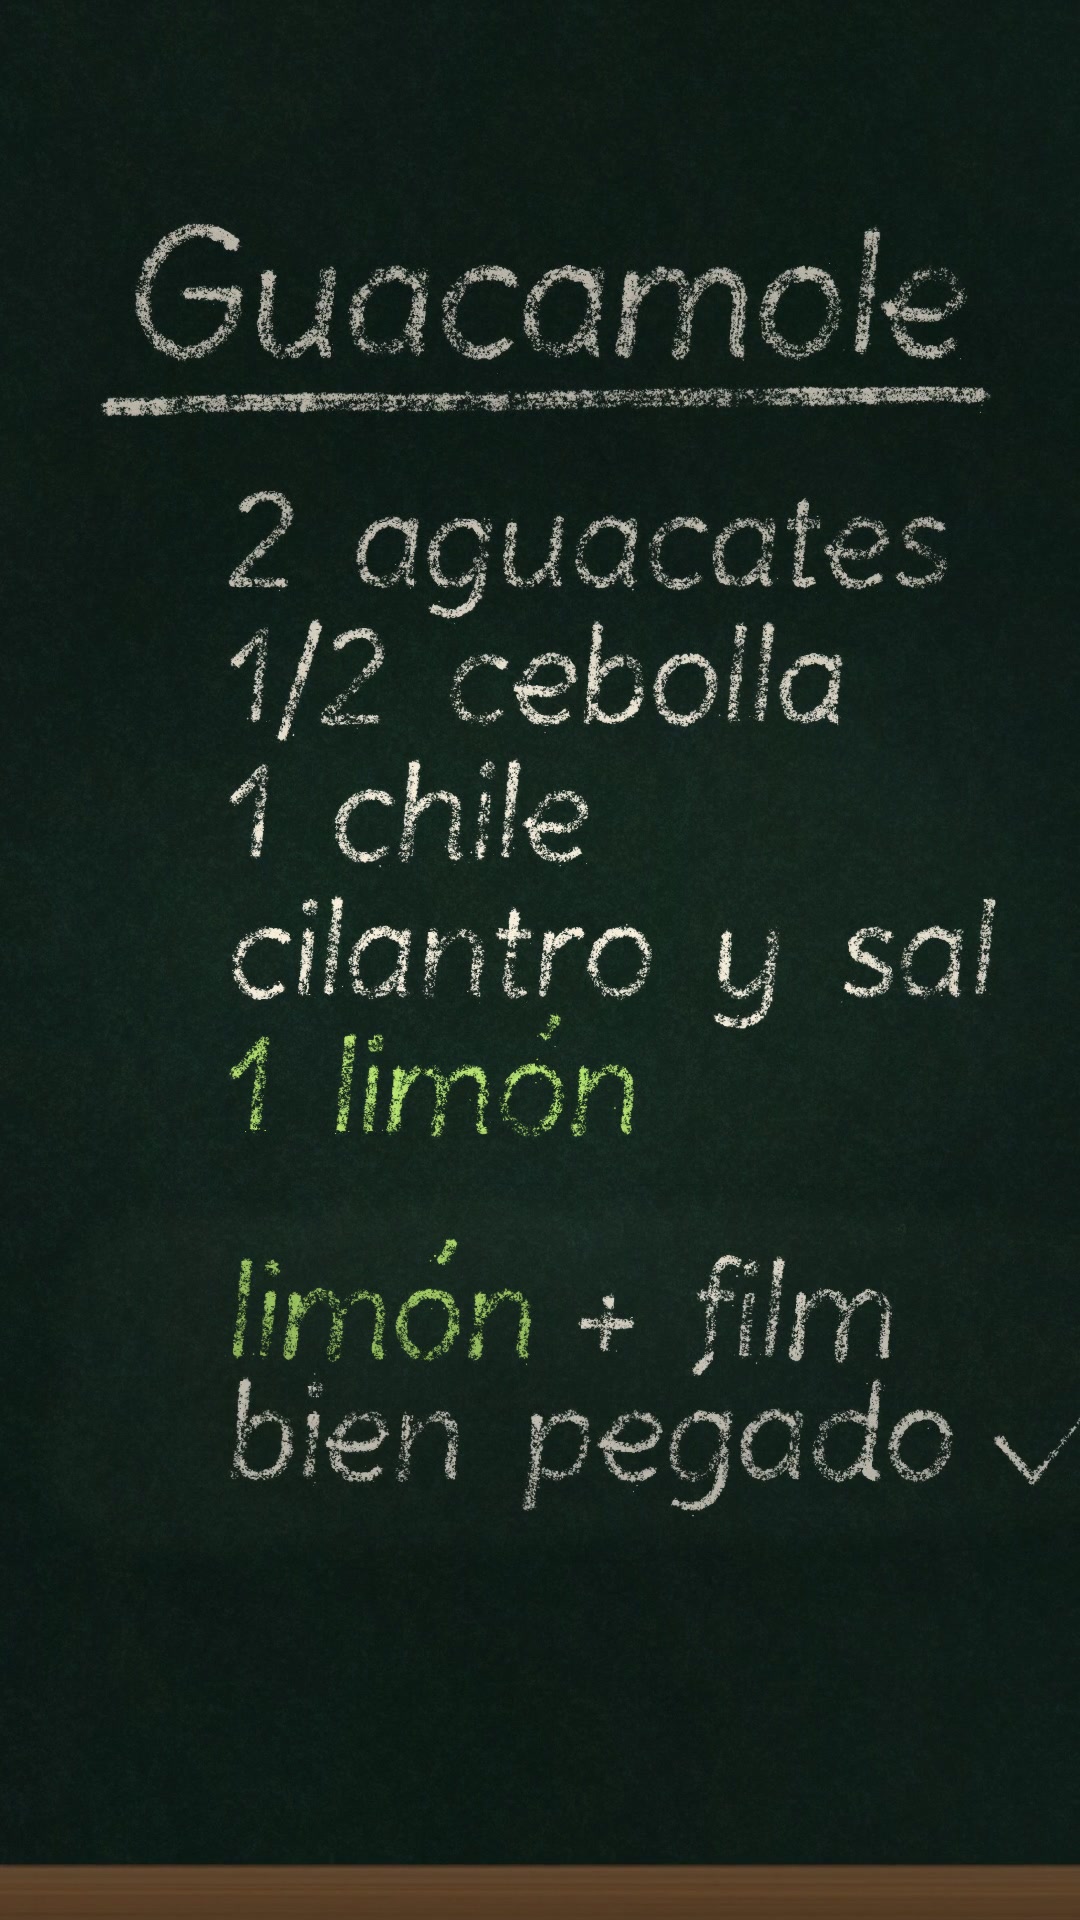 Guacamole
2 aguacates
1/2 cebolla
1 chile
cilantro y sal
1 limón
limón + film
bien pegado ✓